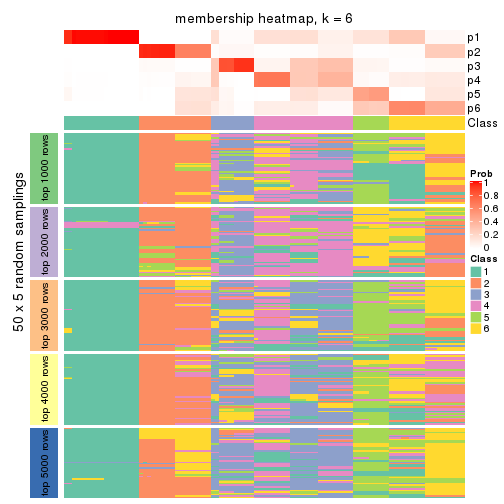 membership heatmap, k = 6
p1
p2
p3
p4
p5
p6
Class
50 x 5 random samplings
top 1000 rows
top 2000 rows
top 3000 rows
top 4000 rows
top 5000 rows
Prob
1
0.8
0.6
0.4
0.2
0
Class
1
2
3
4
5
6